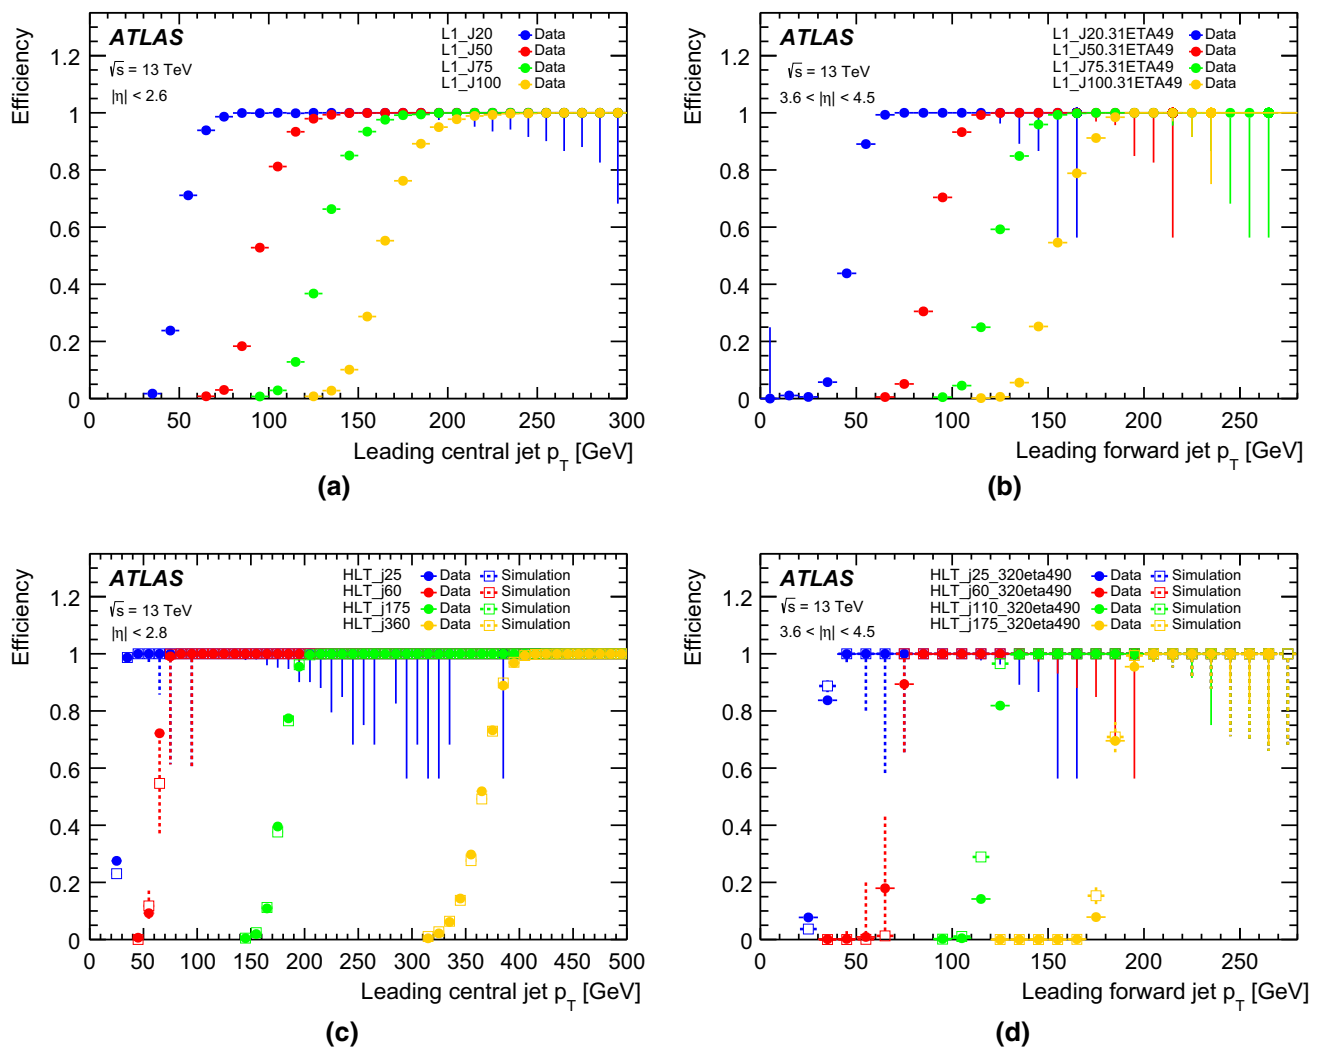 Efficiency
ATLAS
√s = 13 TeV
|η| < 2.6
L1_J20 Data
L1_J50 Data
L1_J75 Data
L1_J100 Data
1.2
1
0.8
0.6
0.4
0.2
0
0 50 100 150 200 250 300
Leading central jet p_T [GeV]
(a)
Efficiency
ATLAS
√s = 13 TeV
3.6 < |η| < 4.5
L1_J20.31ETA49 Data
L1_J50.31ETA49 Data
L1_J75.31ETA49 Data
L1_J100.31ETA49 Data
1.2
1
0.8
0.6
0.4
0.2
0
0 50 100 150 200 250
Leading forward jet p_T [GeV]
(b)
Efficiency
ATLAS
√s = 13 TeV
|η| < 2.8
HLT_j25 Data Simulation
HLT_j60 Data Simulation
HLT_j175 Data Simulation
HLT_j360 Data Simulation
1.2
1
0.8
0.6
0.4
0.2
0
0 50 100 150 200 250 300 350 400 450 500
Leading central jet p_T [GeV]
(c)
Efficiency
ATLAS
√s = 13 TeV
3.6 < |η| < 4.5
HLT_j25_320eta490 Data Simulation
HLT_j60_320eta490 Data Simulation
HLT_j110_320eta490 Data Simulation
HLT_j175_320eta490 Data Simulation
1.2
1
0.8
0.6
0.4
0.2
0
0 50 100 150 200 250
Leading forward jet p_T [GeV]
(d)